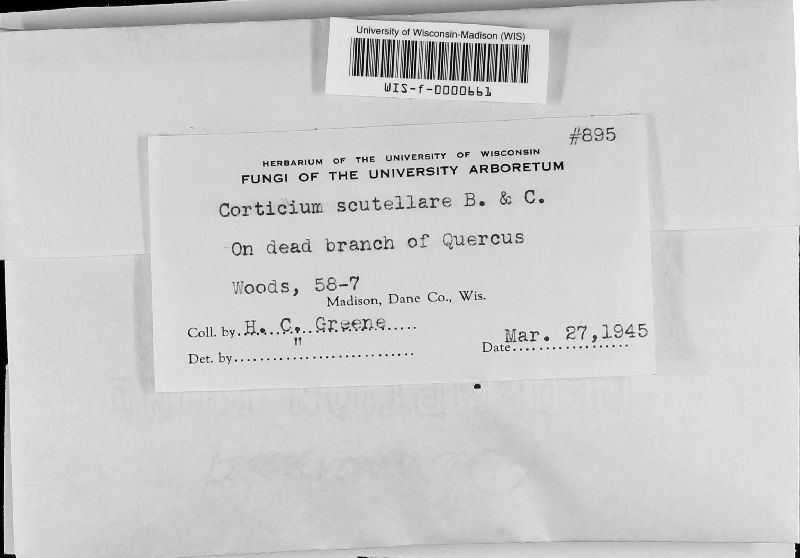 University of Wisconsin-Madison (WIS)
WIS-f-0000661
#895
HERBARIUM OF THE UNIVERSITY OF WISCONSIN
FUNGI OF THE UNIVERSITY ARBORETUM
Corticium scutellare B. & C.
On dead branch of Quercus
Woods, 58-7
Madison, Dane Co., Wis.
Coll. by. H. C. Greene
Det. by " Date Mar. 27,1945